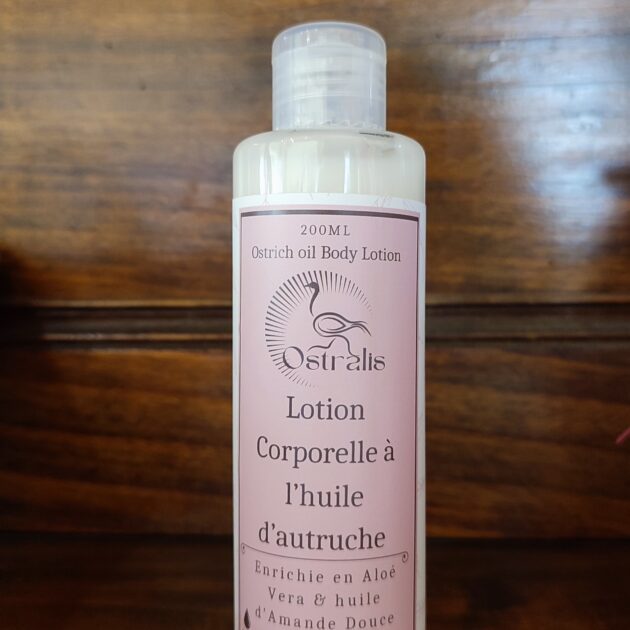 200ML
Ostrich oil Body Lotion
Ostralis
Lotion
Corporelle à
l'huile
d'autruche
Enrichie en Aloé
Vera & huile
d'Amande Douce